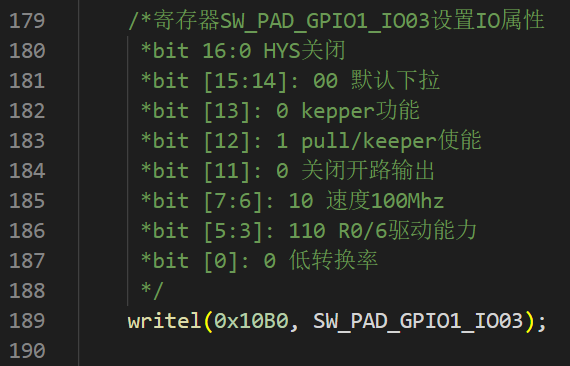 179 /*寄存器SW_PAD_GPIO1_IO03设置IO属性
180 *bit 16:0 HYS关闭
181 *bit [15:14]: 00 默认下拉
182 *bit [13]: 0 kepper功能
183 *bit [12]: 1 pull/keeper使能
184 *bit [11]: 0 关闭开路输出
185 *bit [7:6]: 10 速度100Mhz
186 *bit [5:3]: 110 R0/6驱动能力
187 *bit [0]: 0 低转换率
188 */
189 writel(0x10B0, SW_PAD_GPIO1_IO03);
190